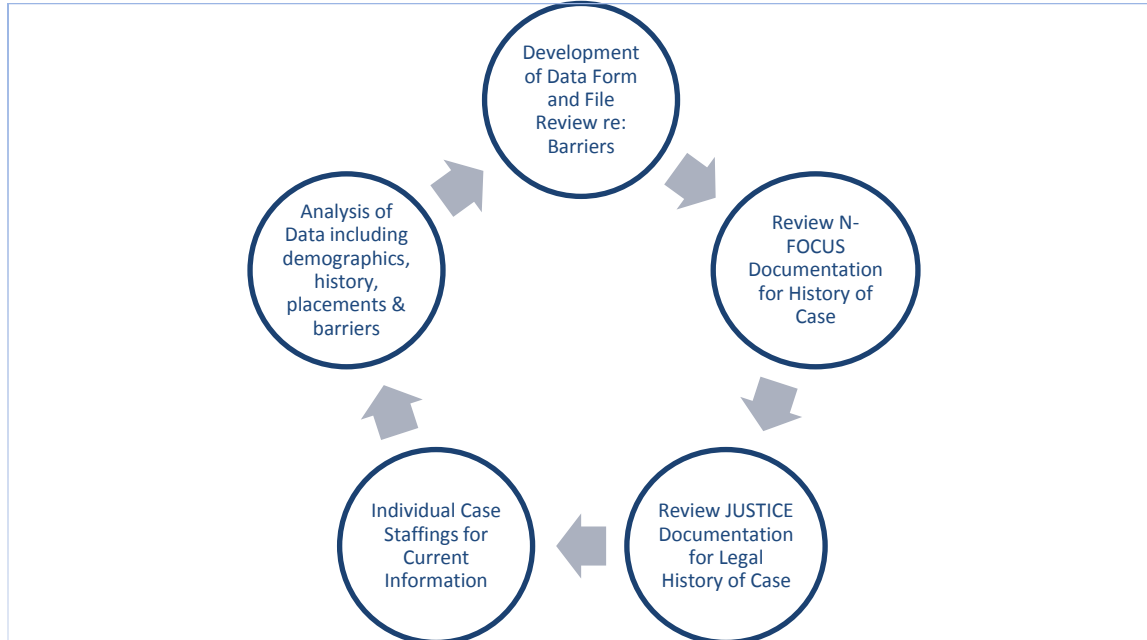 Development
of Data Form
and File
Review re:
Barriers
Review N-
FOCUS
Documentation
for History of
Case
Review JUSTICE
Documentation
for Legal
History of Case
Individual Case
Staffings for
Current
Information
Analysis of
Data including
demographics,
history,
placements &
barriers